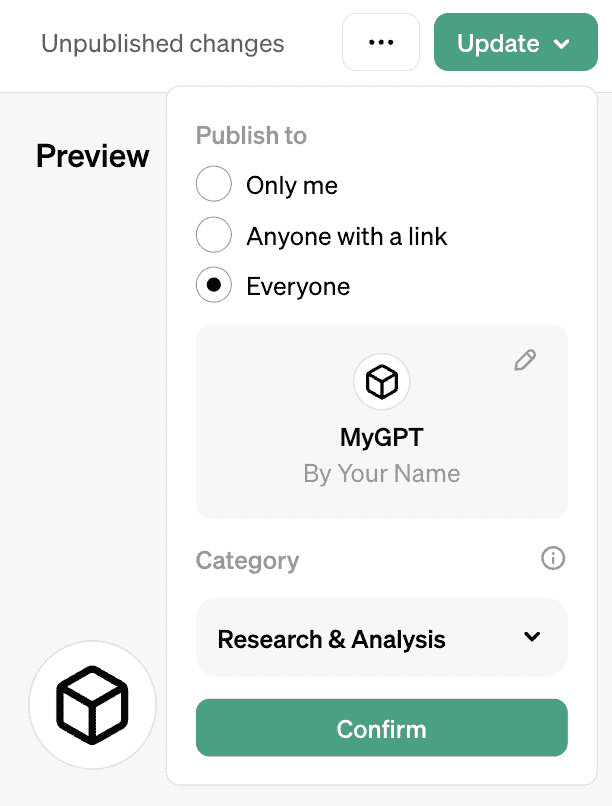 Unpublished changes
Update
Preview
Publish to
Only me
Anyone with a link
Everyone
MyGPT
By Your Name
Category
Research & Analysis
Confirm